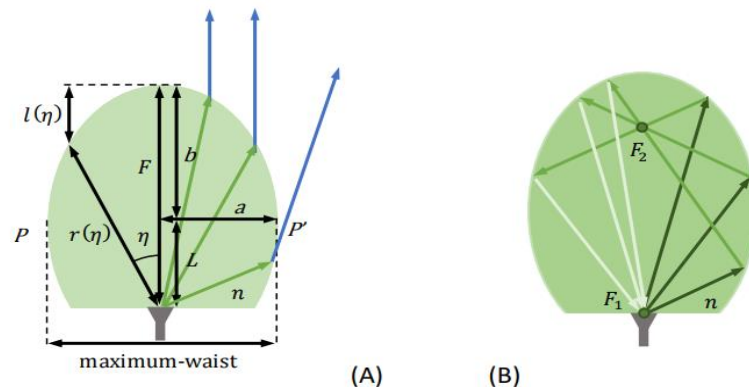 l(η)
F
b
a
P
P'
r(η)
η
L
n
maximum-waist
(A)
F₂
F₁
n
(B)